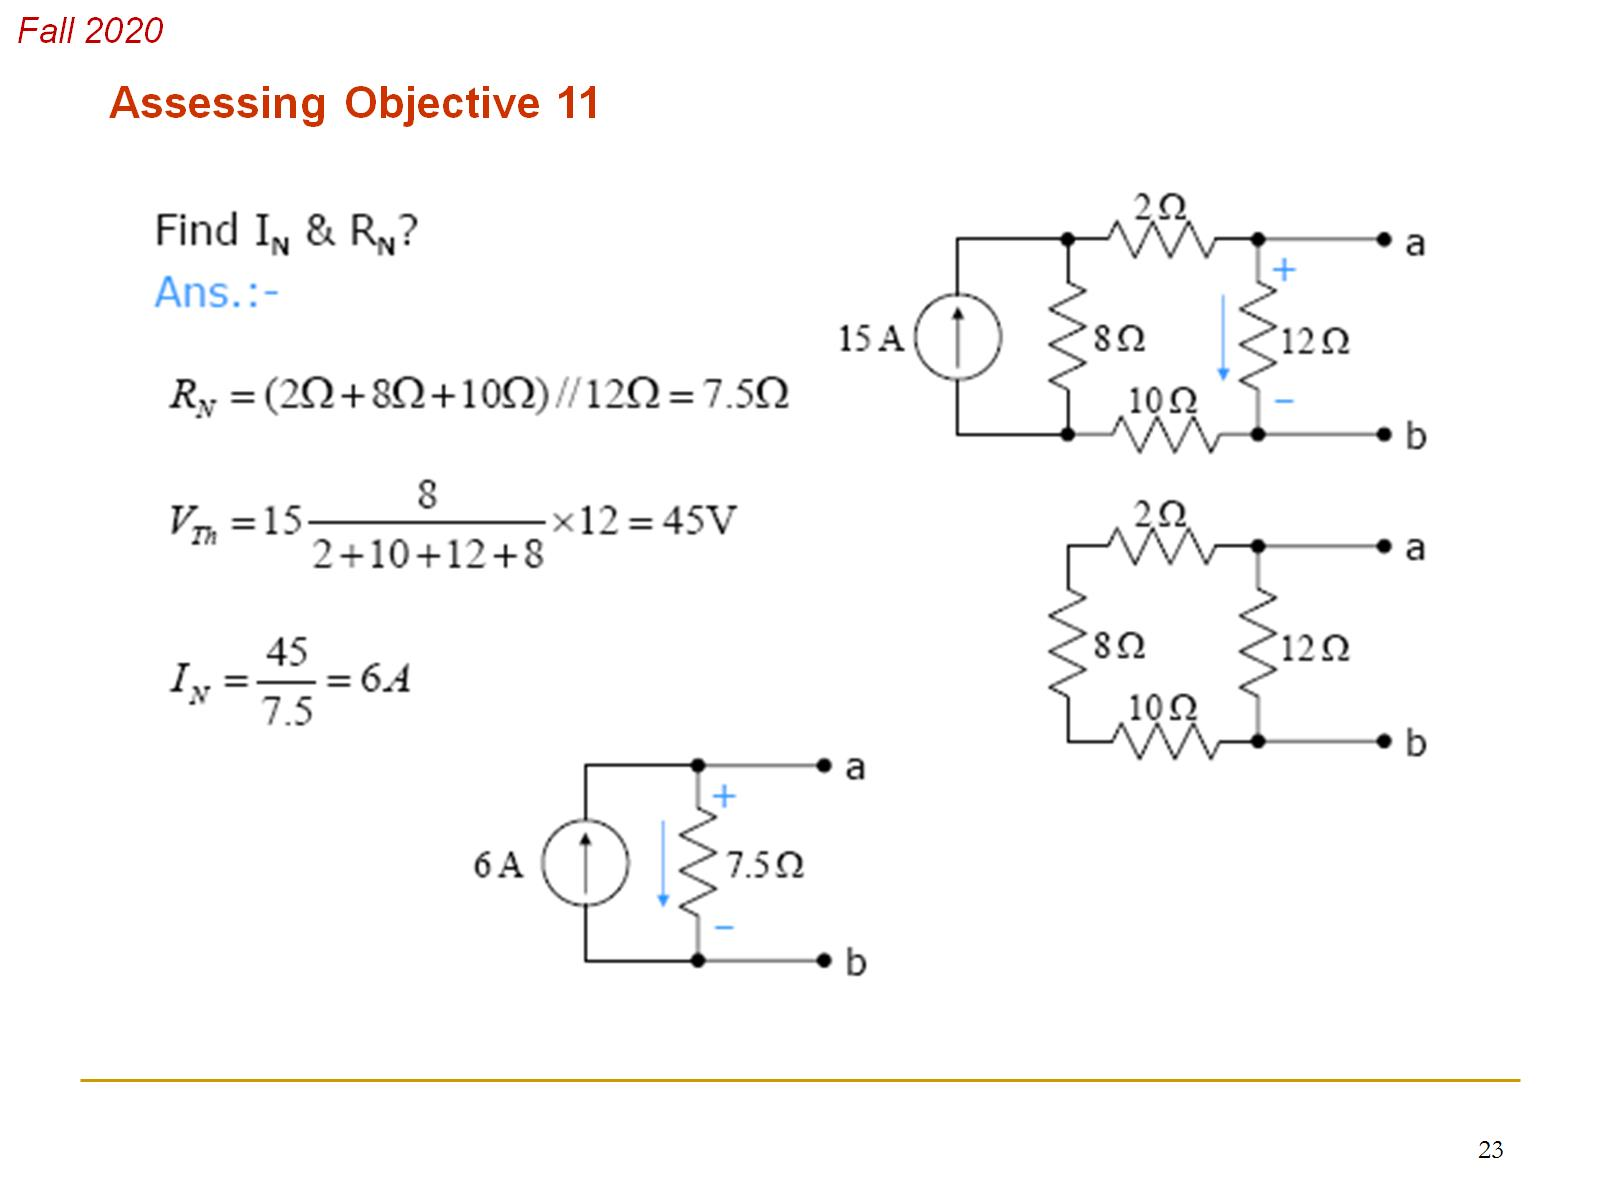 Fall 2020
Assessing Objective 11
Find I_N & R_N?
Ans.:-
R_N = (2Ω+8Ω+10Ω)//12Ω = 7.5Ω
V_Th = 15 8/(2+10+12+8) ×12 = 45V
I_N = 45/7.5 = 6A
2Ω
a
+
15 A
8Ω
12Ω
10Ω
−
b
2Ω
a
8Ω
12Ω
10Ω
b
a
+
6 A
7.5Ω
−
b
23